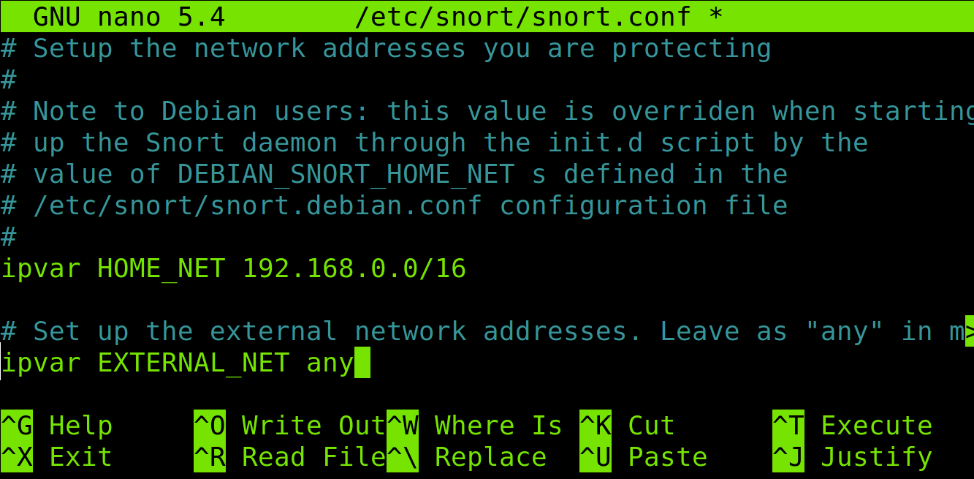 GNU nano 5.4 /etc/snort/snort.conf *
# Setup the network addresses you are protecting
#
# Note to Debian users: this value is overriden when starting
# up the Snort daemon through the init.d script by the
# value of DEBIAN_SNORT_HOME_NET s defined in the
# /etc/snort/snort.debian.conf configuration file
#
ipvar HOME_NET 192.168.0.0/16
# Set up the external network addresses. Leave as "any" in m>
ipvar EXTERNAL_NET any
^G Help ^O Write Out ^W Where Is ^K Cut ^T Execute
^X Exit ^R Read File ^\ Replace ^U Paste ^J Justify